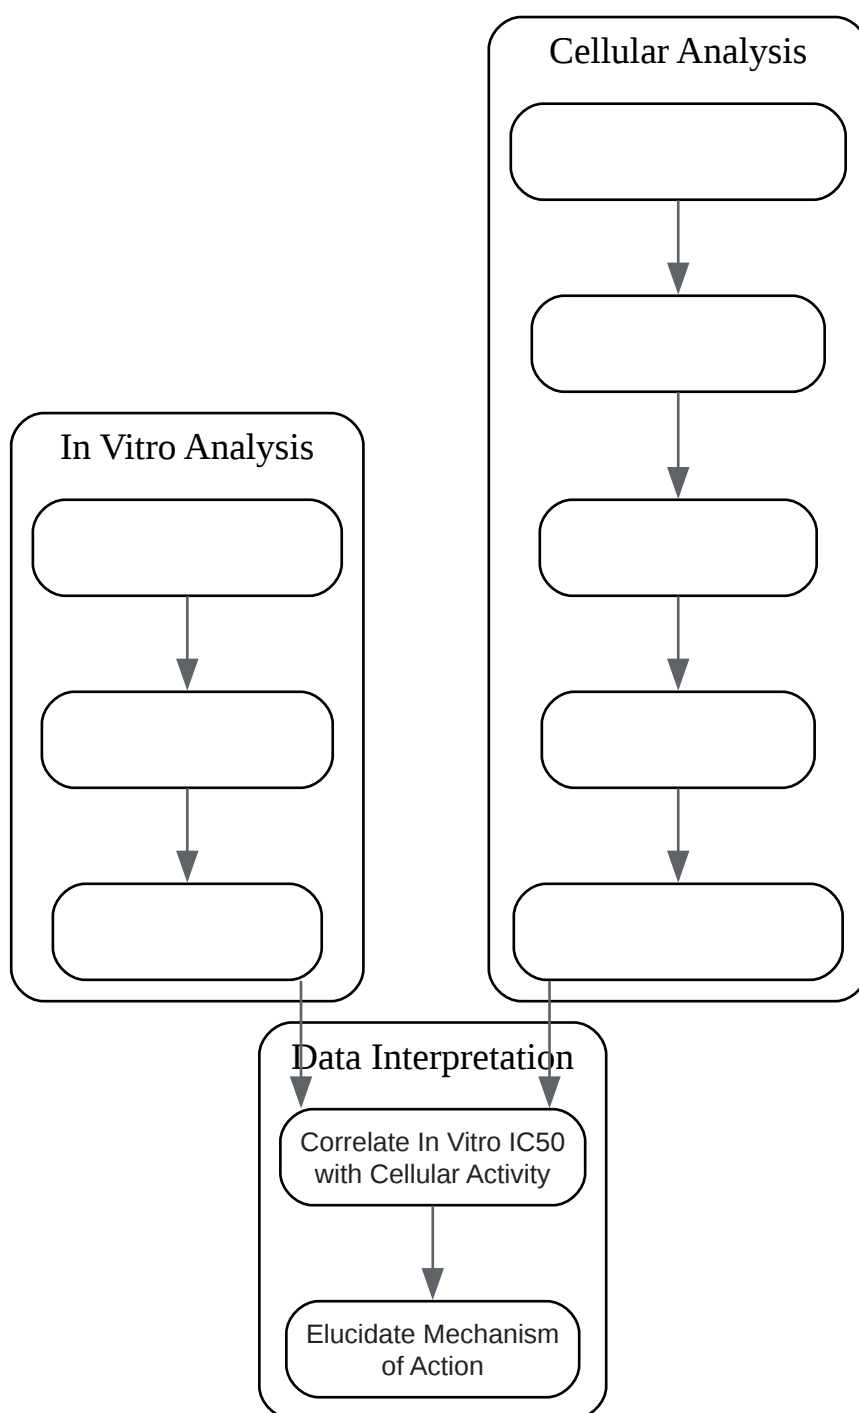 Cellular Analysis
In Vitro Analysis
Data Interpretation
Correlate In Vitro IC50
with Cellular Activity
Elucidate Mechanism
of Action